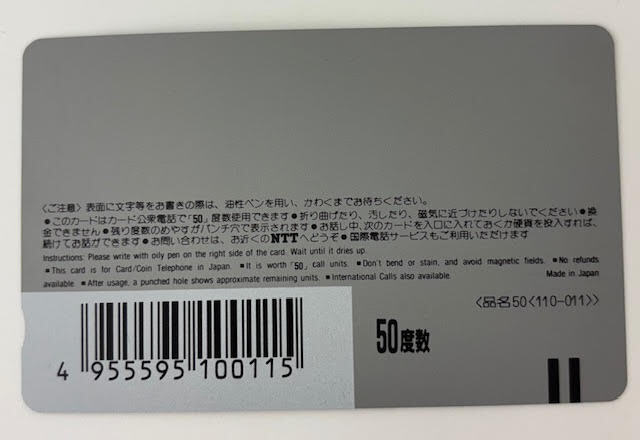 〈ご注意〉表面に文字等をお書きの際は、油性ペンを用い、かわくまでお待ちください。
●このカードはカード公衆電話で「50」度数使用できます●折り曲げたり、汚したり、磁気に近づけたりしないでください●換
金できません●残り度数のめやすがパンチ穴で表示されます●お話し中、次のカードを入口に入れておくか硬貨を投入すれば、
続けてお話ができます●お問い合わせは、お近くのNTTへどうぞ●国際電話サービスもご利用いただけます
Instructions: Please write with oily pen on the right side of the card. Wait until it dries up.
■This card is for Card/Coin Telephone in Japan. ■It is worth「50」call units. ■Don't bend or stain, and avoid magnetic fields. ■No refunds
available ■After usage, a punched hole shows approximate remaining units. ■International Calls also available.
Made in Japan
〈品名50〈110-011〉〉
50度数
4 955595 100115